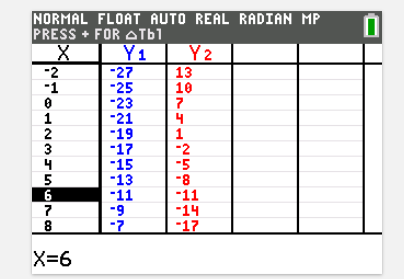 NORMAL FLOAT AUTO REAL RADIAN MP
PRESS + FOR △Tbl
X Y1 Y2
-2 -27 13
-1 -25 10
0 -23 7
1 -21 4
2 -19 1
3 -17 -2
4 -15 -5
5 -13 -8
6 -11 -11
7 -9 -14
8 -7 -17
X=6